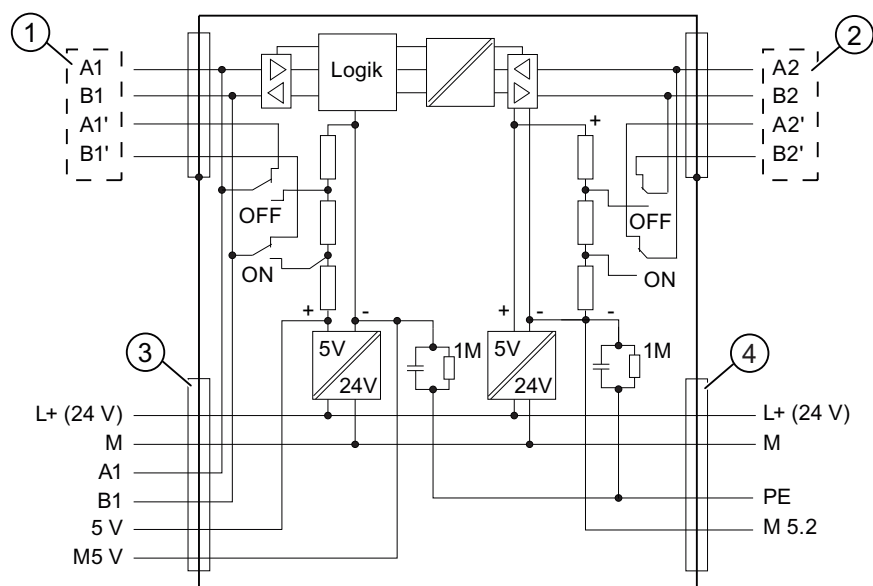 1
2
A1
B1
A1'
B1'
Logik
A2
B2
A2'
B2'
+
OFF
ON
OFF
ON
+
-
+
-
-
5V
24V
1M
5V
24V
1M
3
4
L+ (24 V)
M
A1
B1
5 V
M5 V
L+ (24 V)
M
PE
M 5.2